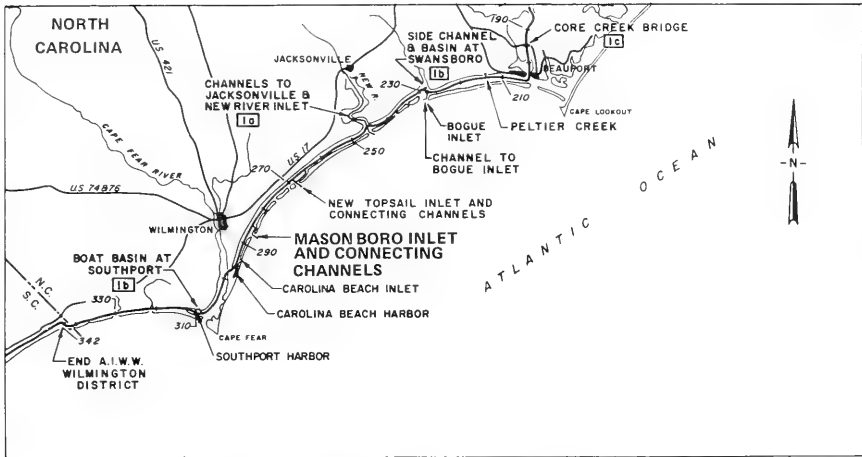 NORTH
CAROLINA
U.S. 421
JACKSONVILLE
NEW R.
SIDE CHANNEL
& BASIN AT
SWANSBORO
1b
190
CORE CREEK BRIDGE
1c
BEAUFORT
CHANNELS TO
JACKSONVILLE &
NEW RIVER INLET
1a
230
210
CAPE LOOKOUT
PELTIER CREEK
BOGUE
INLET
CHANNEL TO
BOGUE INLET
CAPE FEAR RIVER
U.S. 17
250
270
U.S. 74&76
NEW TOPSAIL INLET AND
CONNECTING CHANNELS
WILMINGTON
MASON BORO INLET
AND CONNECTING
CHANNELS
290
BOAT BASIN AT
SOUTHPORT
1b
CAROLINA BEACH INLET
CAROLINA BEACH HARBOR
N.C.
S.C.
330
310
342
CAPE FEAR
SOUTHPORT HARBOR
END A.I.W.W.
WILMINGTON
DISTRICT
ATLANTIC OCEAN
-N-